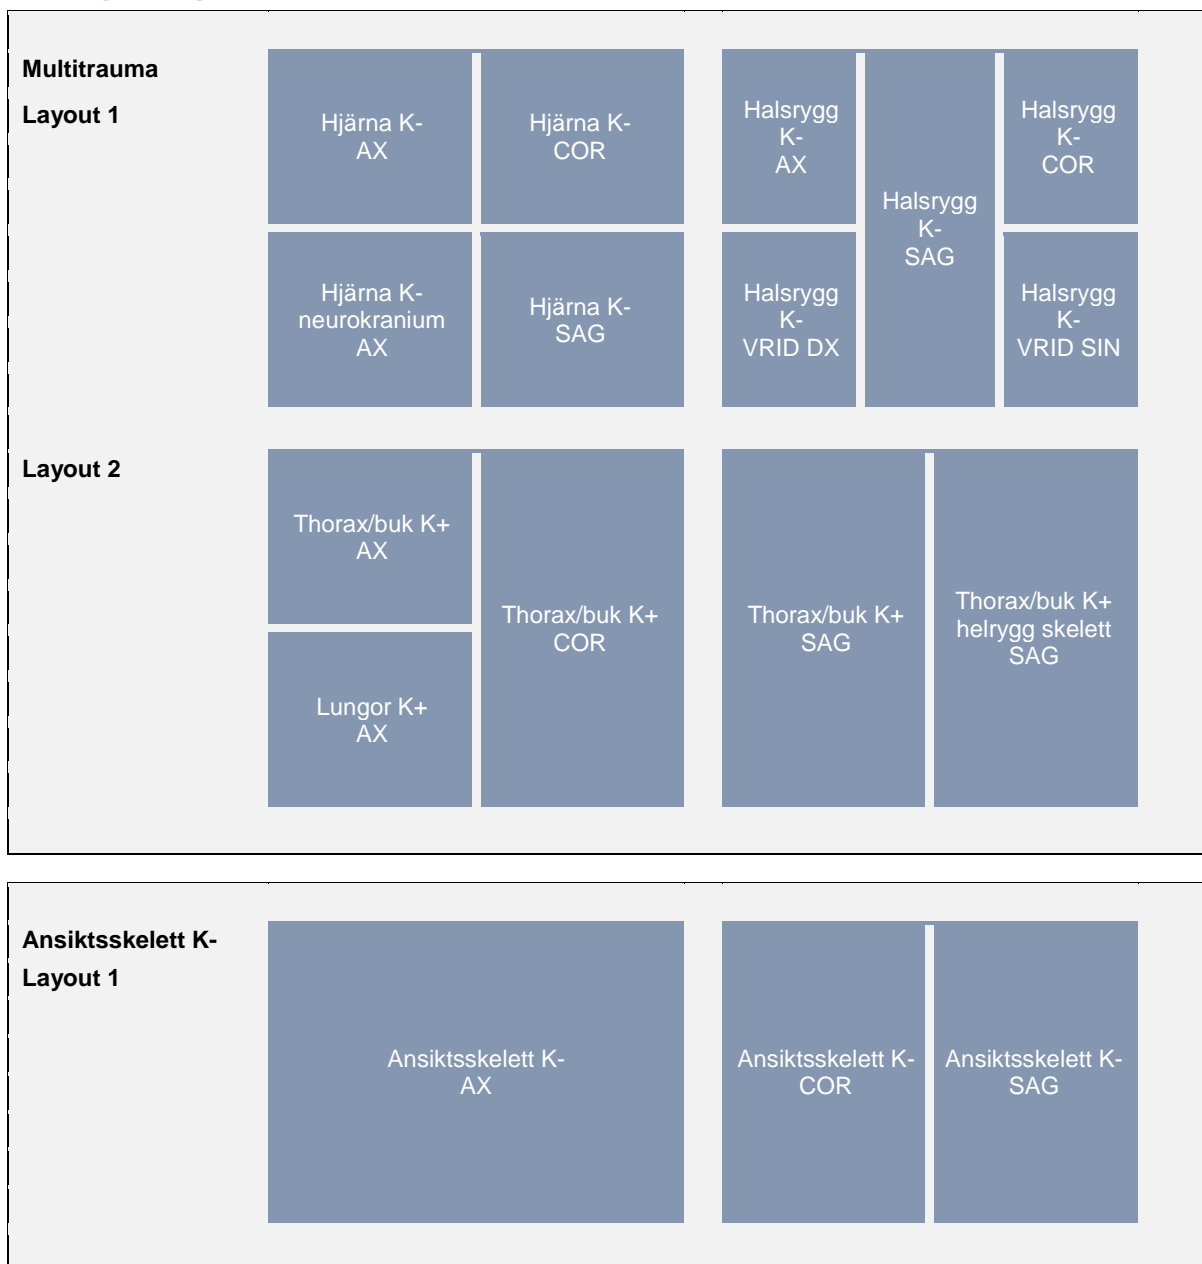 Multitrauma
Layout 1
Hjärna K-
AX
Hjärna K-
COR
Hjärna K-
neurokranium
AX
Hjärna K-
SAG
Halsrygg
K-
AX
Halsrygg
K-
SAG
Halsrygg
K-
COR
Halsrygg
K-
VRID DX
Halsrygg
K-
VRID SIN
Layout 2
Thorax/buk K+
AX
Lungor K+
AX
Thorax/buk K+
COR
Thorax/buk K+
SAG
Thorax/buk K+
helrygg skelett
SAG
Ansiktsskelett K-
Layout 1
Ansiktsskelett K-
AX
Ansiktsskelett K-
COR
Ansiktsskelett K-
SAG